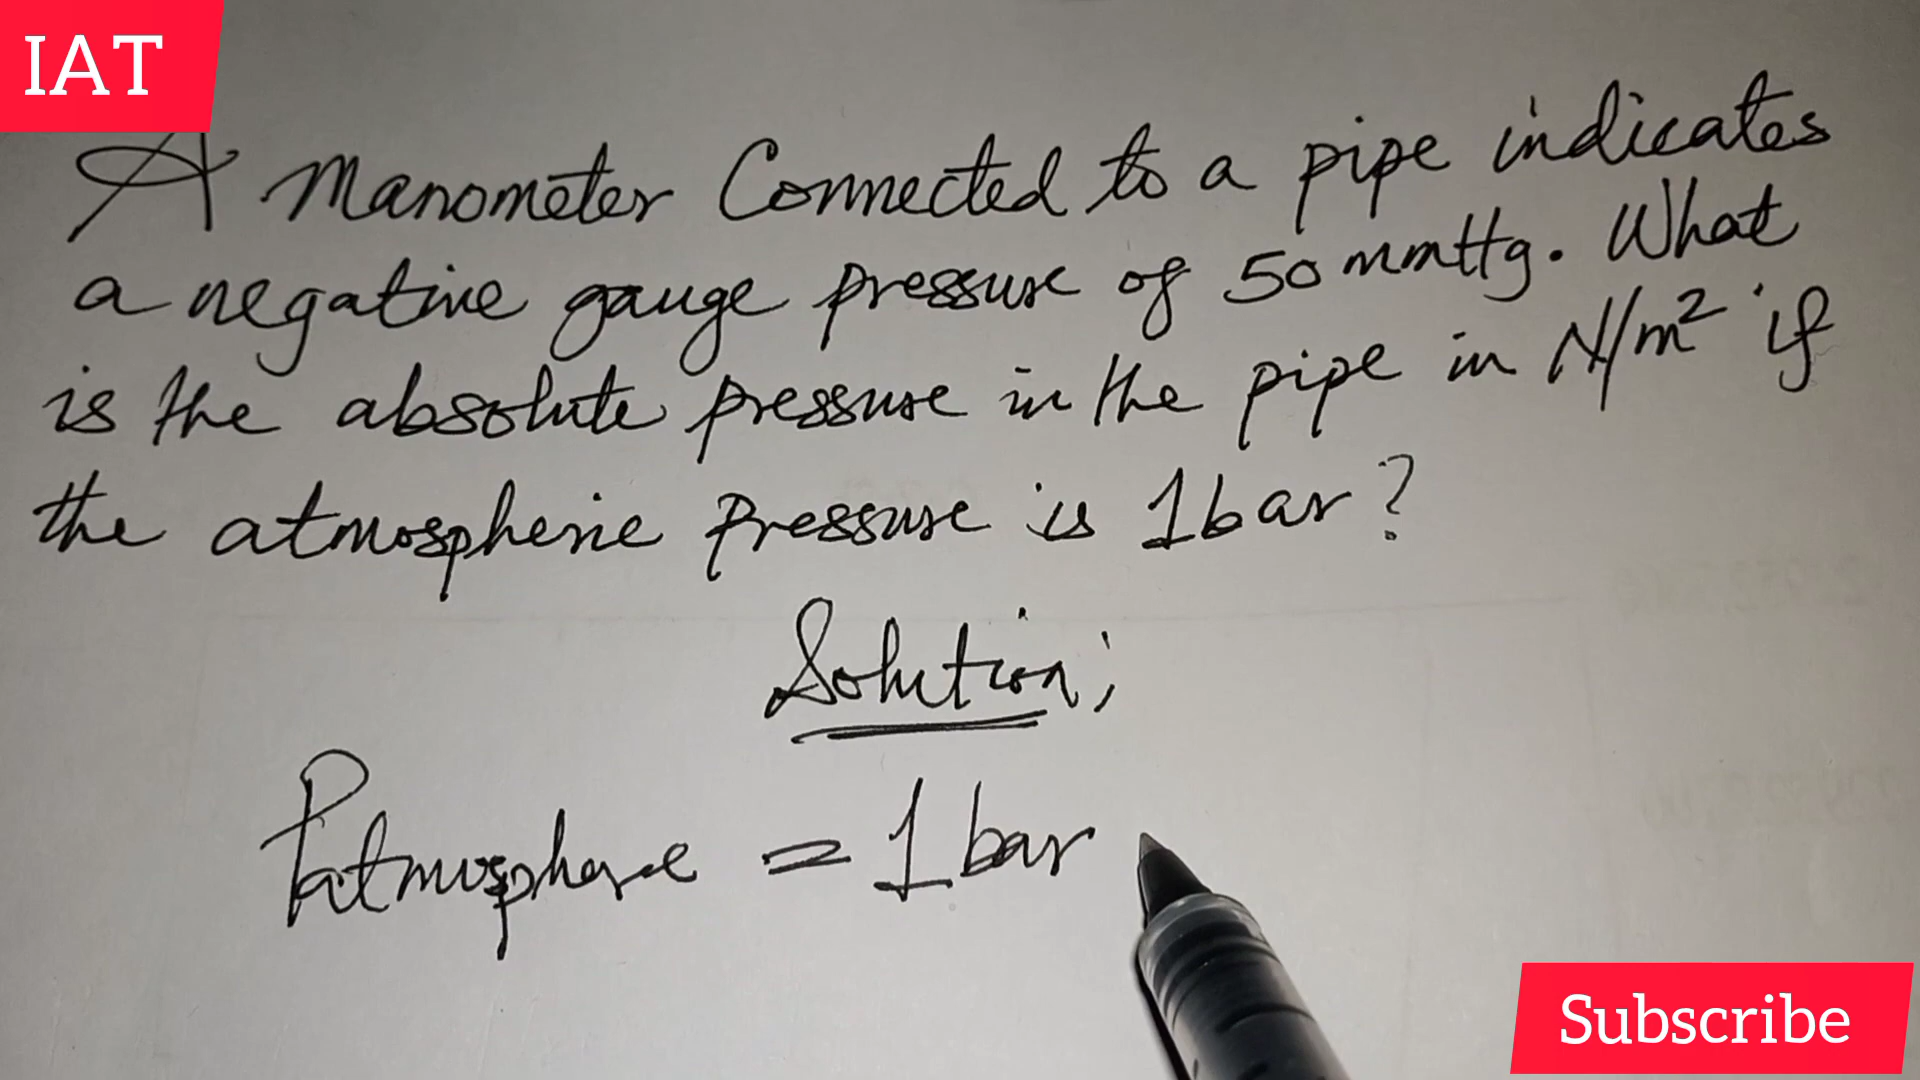 IAT
A Manometer Connected to a pipe indicates
a negative gauge pressure of 50 mmHg. What
is the absolute pressure in the pipe in N/m² if
the atmospheric pressure is 1bar?
Solution;
Patmosphere = 1 bar
Subscribe